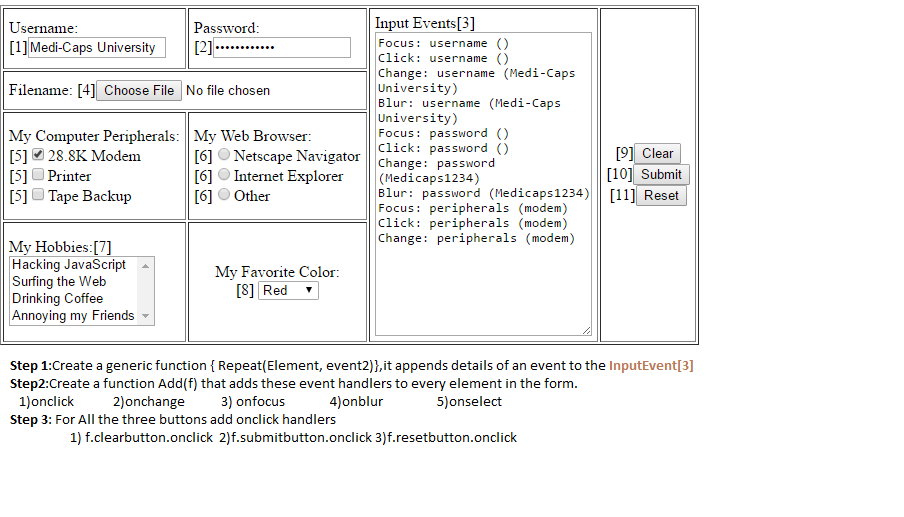 Username:
[1] Medi-Caps University
Password:
[2] ••••••••••••
Input Events[3]
Focus: username ()
Click: username ()
Change: username (Medi-Caps
University)
Blur: username (Medi-Caps
University)
Focus: password ()
Click: password ()
Change: password
(Medicaps1234)
Blur: password (Medicaps1234)
Focus: peripherals (modem)
Click: peripherals (modem)
Change: peripherals (modem)
[9] Clear
[10] Submit
[11] Reset
Filename: [4] Choose File No file chosen
My Computer Peripherals:
[5] 28.8K Modem
[5] Printer
[5] Tape Backup
My Web Browser:
[6] Netscape Navigator
[6] Internet Explorer
[6] Other
My Hobbies:[7]
Hacking JavaScript
Surfing the Web
Drinking Coffee
Annoying my Friends
My Favorite Color:
[8] Red
Step 1:Create a generic function { Repeat(Element, event2)},it appends details of an event to the InputEvent[3]
Step2:Create a function Add(f) that adds these event handlers to every element in the form.
1)onclick 2)onchange 3) onfocus 4)onblur 5)onselect
Step 3: For All the three buttons add onclick handlers
1) f.clearbutton.onclick 2)f.submitbutton.onclick 3)f.resetbutton.onclick